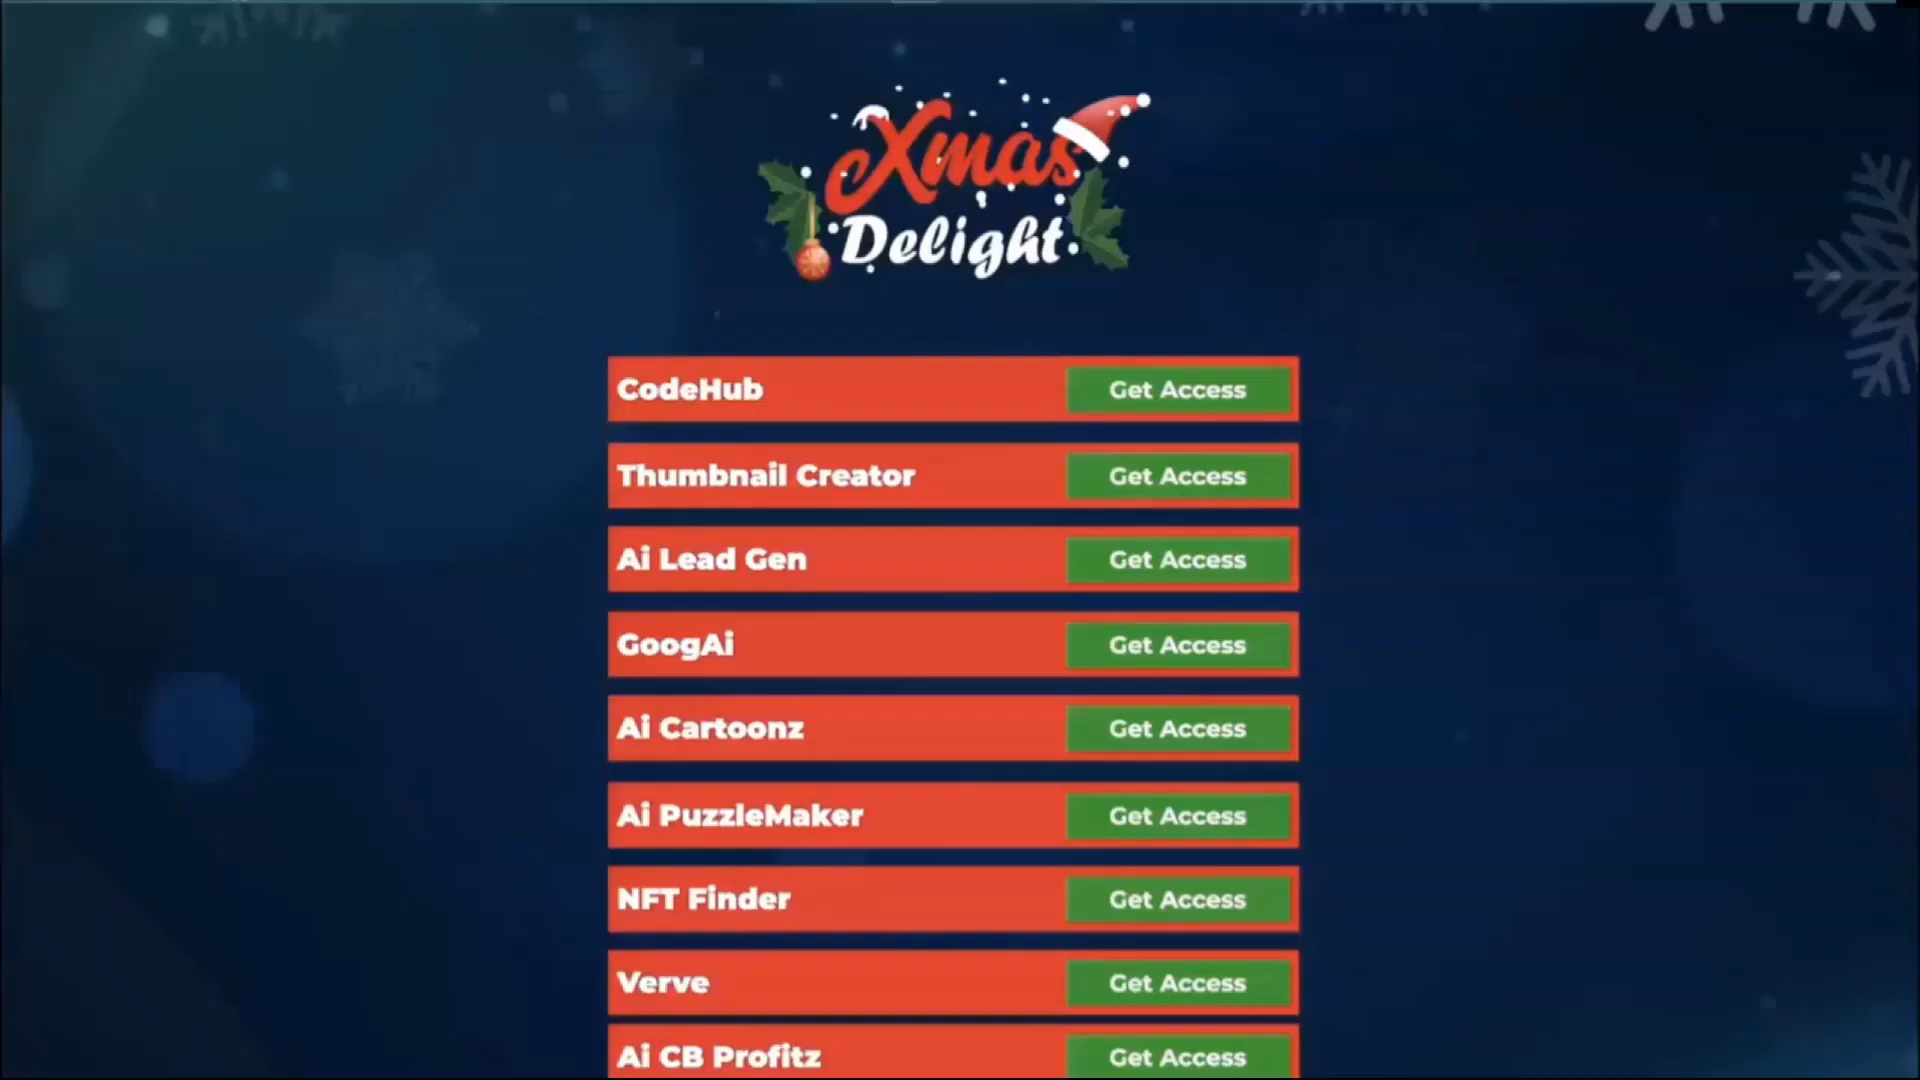 Xmas
Delight
CodeHub Get Access
Thumbnail Creator Get Access
Ai Lead Gen Get Access
GoogAi Get Access
Ai Cartoonz Get Access
Ai PuzzleMaker Get Access
NFT Finder Get Access
Verve Get Access
Ai CB Profitz Get Access